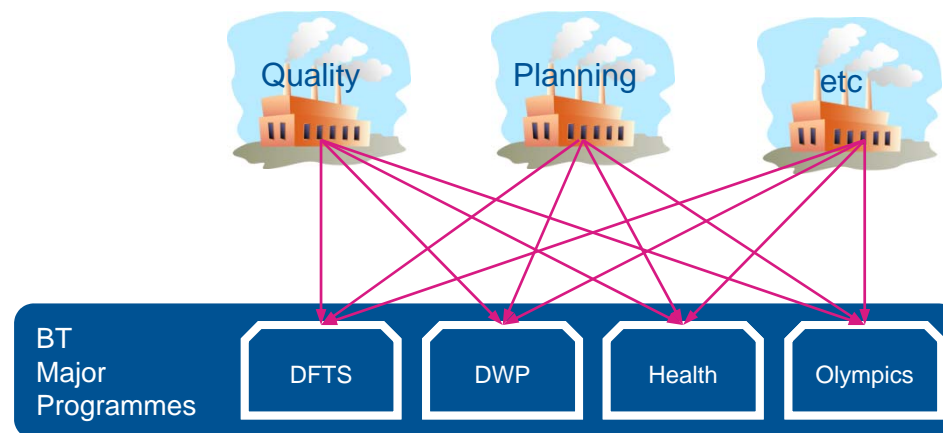 Quality
Planning
etc
BT
Major
Programmes
DFTS
DWP
Health
Olympics